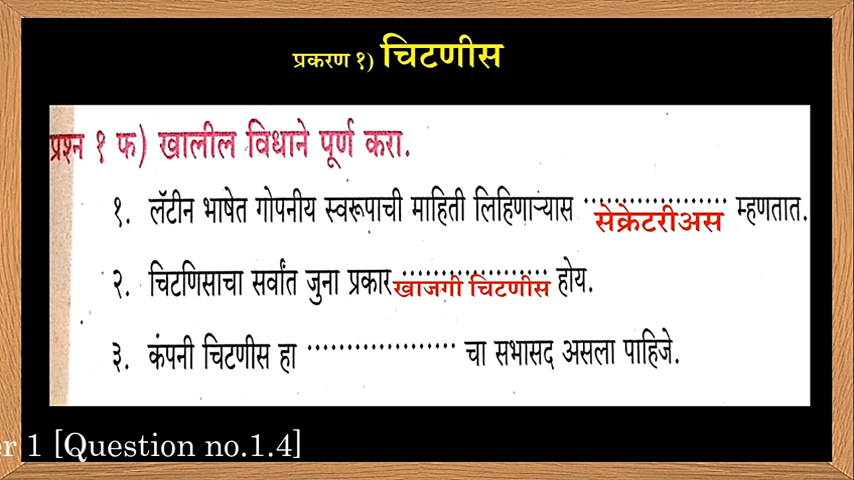 प्रकरण १) चिटणीस
प्रश्न १ फ) खालील विधाने पूर्ण करा.
१. लॅटीन भाषेत गोपनीय स्वरूपाची माहिती लिहिणाऱ्यास .................... म्हणतात.
सेक्रेटरीअस
२. चिटणिसाचा सर्वांत जुना प्रकार .................... होय.
खाजगी चिटणीस
३. कंपनी चिटणीस हा .................... चा सभासद असला पाहिजे.
er 1 [Question no.1.4]